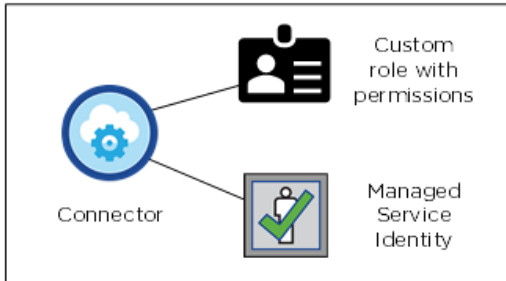 Custom
role with
permissions
Connector
Managed
Service
Identity